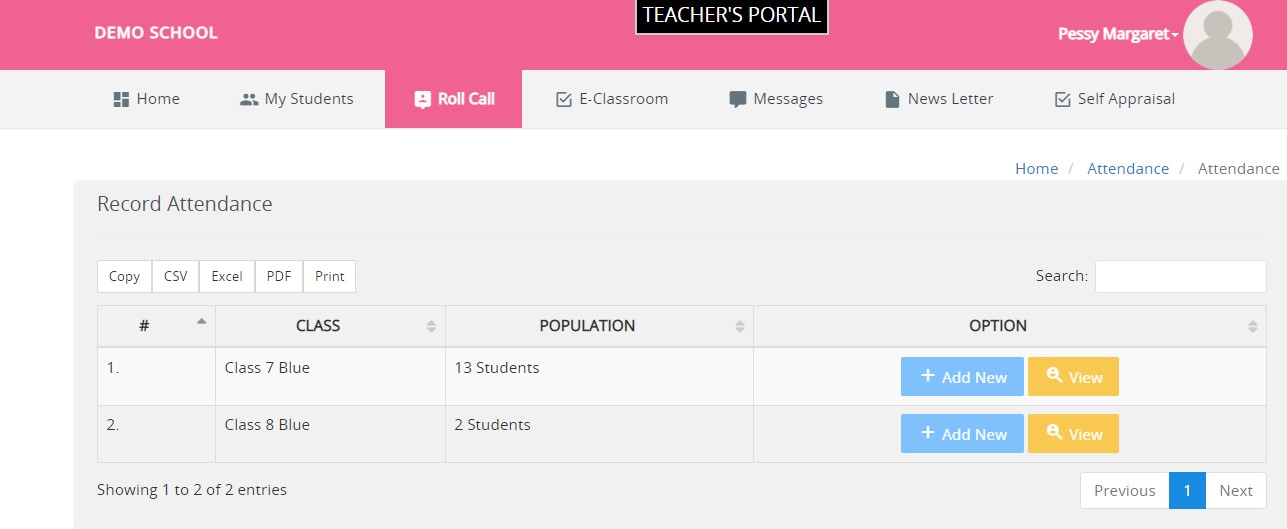 TEACHER'S PORTAL
DEMO SCHOOL
Pessy Margaret
Home My Students Roll Call E-Classroom Messages News Letter Self Appraisal
Home / Attendance / Attendance
Record Attendance
Copy CSV Excel PDF Print Search:
# CLASS POPULATION OPTION
1. Class 7 Blue 13 Students + Add New View
2. Class 8 Blue 2 Students + Add New View
Showing 1 to 2 of 2 entries Previous 1 Next